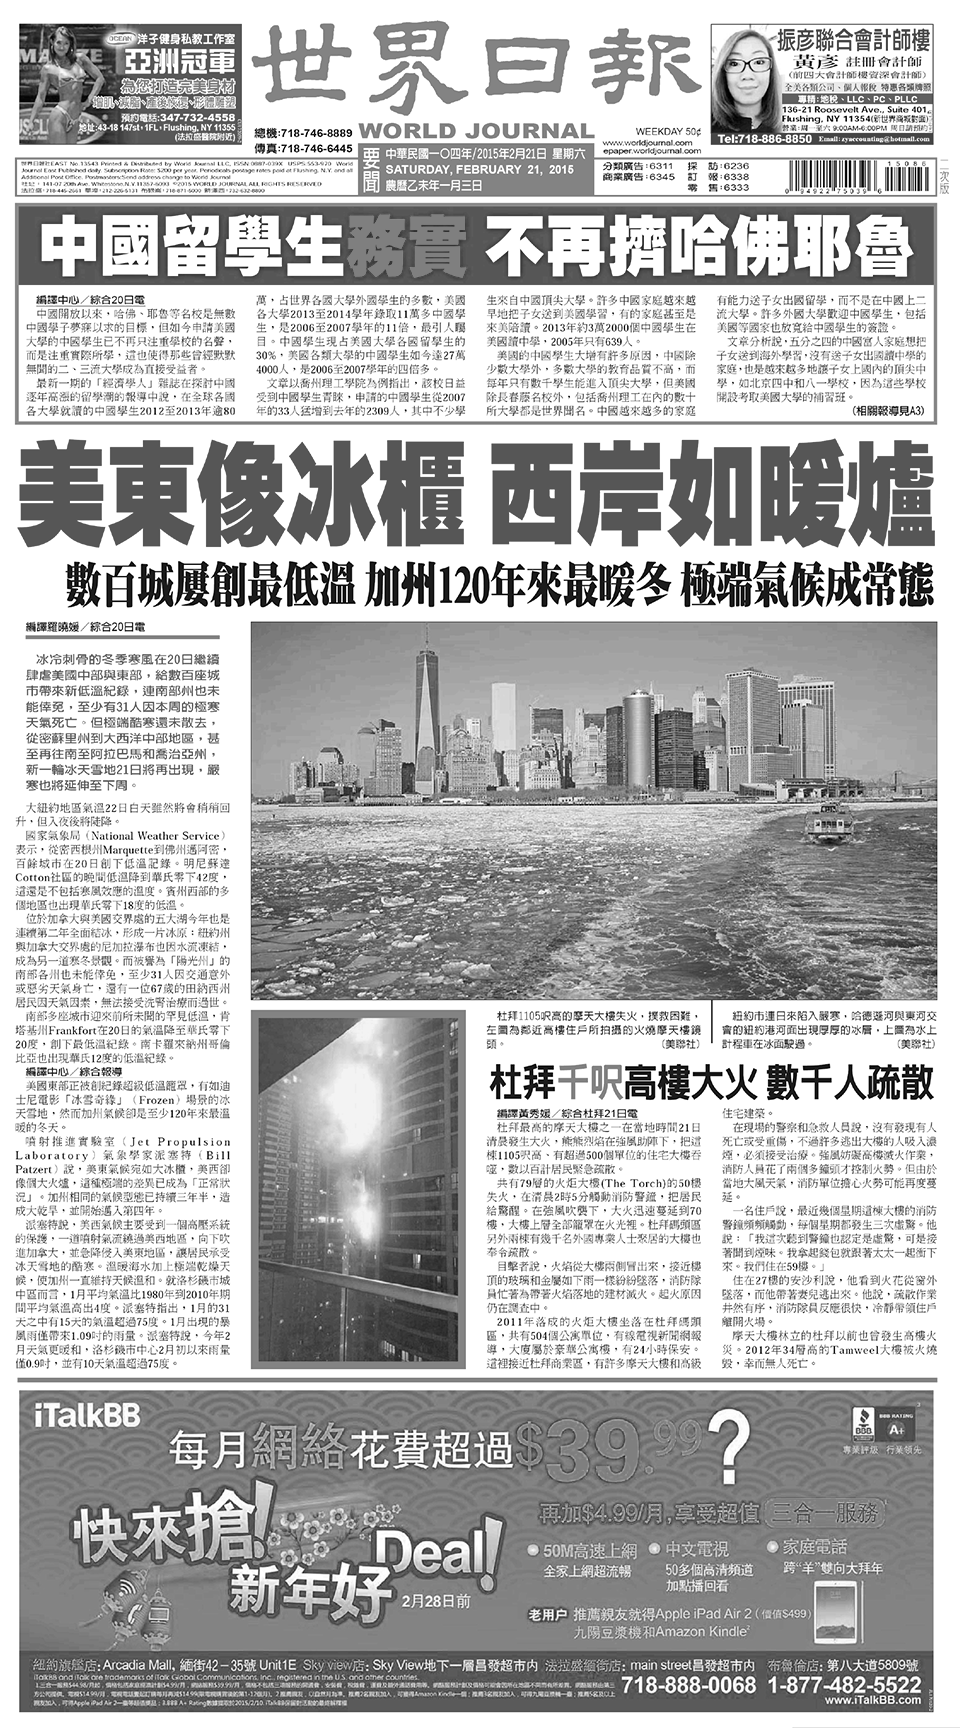 OCEAN 洋子健身私教工作室
亞洲冠軍
為您打造完美身材
增肌、減脂、產後恢復、形體雕塑
預約電話:347-732-4558
地址:43-18 147st・1FL・Flushing, NY 11355
(法拉盛醫院附近)
世界日報
WORLD JOURNAL
總機:718-746-8889
傳真:718-746-6445
WEEKDAY 50¢
www.worldjournal.com
epaper.worldjournal.com
振彥聯合會計師樓
黃彥 註冊會計師
(前四大會計師樓資深會計師)
全美各類公司、個人報稅 特惠各類牌照
專精:地稅、LLC、PC、PLLC
136-21 Roosevelt Ave., Suite 401,
Flushing, NY 11354(新世界商城對面)
營業:周一至六 9:00AM-6:00PM 周日請預約
Tel:718-886-8850 Email: zyaccounting@hotmail.com
要聞
中華民國一〇四年/2015年2月21日 星期六
SATURDAY, FEBRUARY 21, 2015
農曆乙未年一月三日
分類廣告:6311 採 訪:6236
商業廣告:6345 訂 報:6338
零 售:6333
15086
0 94922 75039 6
二次版
中國留學生務實 不再擠哈佛耶魯
編譯中心/綜合20日電
中國開放以來,哈佛、耶魯等名校是無數
中國學子夢寐以求的目標,但如今申請美國
大學的中國學生已不再只注重學校的名聲,
而是注重實際所學,這也使得那些曾經默默
無聞的二、三流大學成為直接受益者。
最新一期的「經濟學人」雜誌在探討中國
逐年高漲的留學潮的報導中說,在全球各國
各大學就讀的中國學生2012至2013年逾80
萬,占世界各國大學外國學生的多數,美國
各大學2013至2014學年錄取11萬多中國學
生,是2006至2007學年的11倍,最引人矚
目。中國學生現占美國大學各國留學生的
30%,美國各類大學的中國學生如今達27萬
4000人,是2006至2007學年的四倍多。
文章以喬州理工學院為例指出,該校日益
受到中國學生青睞,申請的中國學生從2007
年的33人猛增到去年的2309人,其中不少學
生來自中國頂尖大學。許多中國家庭越來越
早地把子女送到美國學習,有的家庭甚至是
來美陪讀。2013年約3萬2000個中國學生在
美國讀中學,2005年只有639人。
美國的中國學生大增有許多原因,中國除
少數大學外,多數大學的教育品質不高,而
每年只有數千學生能進入頂尖大學,但美國
除長春藤名校外,包括喬州理工在內的數十
所大學都是世界聞名。中國越來越多的家庭
有能力送子女出國留學,而不是在中國上二
流大學。許多外國大學歡迎中國學生,包括
美國等國家也放寬給中國學生的簽證。
文章分析說,五分之四的中國富人家庭想把
子女送到海外學習,沒有送子女出國讀中學的
家庭,也是越來越多地讓子女上國內的頂尖中
學,如北京四中和八一學校,因為這些學校
開設考取美國大學的補習班。
(相關報導見A3)
美東像冰櫃 西岸如暖爐
數百城屢創最低溫 加州120年來最暖冬 極端氣候成常態
編譯羅曉媛/綜合20日電
冰冷刺骨的冬季寒風在20日繼續
肆虐美國中部與東部,給數百座城
市帶來新低溫紀錄,連南部州也未
能倖免,至少有31人因本周的極寒
天氣死亡。但極端酷寒還未散去,
從密蘇里州到大西洋中部地區,甚
至再往南至阿拉巴馬和喬治亞州,
新一輪冰天雪地21日將再出現,嚴
寒也將延伸至下周。
大紐約地區氣溫22日白天雖然將會稍稍回
升,但入夜後將陡降。
國家氣象局(National Weather Service)
表示,從密西根州Marquette到佛州邁阿密,
百餘城市在20日創下低溫記錄。明尼蘇達
Cotton社區的晚間低溫降到華氏零下42度,
這還是不包括寒風效應的溫度。賓州西部的多
個地區也出現華氏零下18度的低溫。
位於加拿大與美國交界處的五大湖今年也是
連續第二年全面結冰,形成一片冰原;紐約州
與加拿大交界處的尼加拉瀑布也因水流凍結,
成為另一道寒冬景觀。而被譽為「陽光州」的
南部各州也未能倖免,至少31人因交通意外
或惡劣天氣身亡,還有一位67歲的田納西州
居民因天氣因素,無法接受洗腎治療而過世。
南部多座城市迎來前所未聞的罕見低溫,肯
塔基州Frankfort在20日的氣溫降至華氏零下
20度,創下最低溫紀錄。南卡羅來納州哥倫
比亞也出現華氏12度的低溫紀錄。
編譯中心/綜合報導
美國東部正被創紀錄超級低溫籠罩,有如迪
士尼電影「冰雪奇緣」(Frozen)場景的冰
天雪地,然而加州氣候卻是至少120年來最溫
暖的冬天。
噴射推進實驗室(Jet Propulsion
Laboratory)氣象學家派塞特(Bill
Patzert)說,美東氣候宛如大冰櫃,美西卻
像個大火爐,這種極端的差異已成為「正常狀
況」。加州相同的氣候型態已持續三年半,造
成大乾旱,並開始邁入第四年。
派塞特說,美西氣候主要受到一個高壓系統
的保護,一道噴射氣流繞過美西地區,向下吹
進加拿大,並急降侵入美東地區,讓居民承受
冰天雪地的酷寒。溫暖海水加上極端乾燥天
候,使加州一直維持天候溫和。就洛杉磯市城
中區而言,1月平均氣溫比1980年到2010年期
間平均氣溫高出4度。派塞特指出,1月的31
天之中有15天的氣溫超過75度。1月出現的暴
風雨僅帶來1.09吋的雨量。派塞特說,今年2
月天氣更暖和,洛杉磯市中心2月初以來雨量
僅0.9吋,並有10天氣溫超過75度。
杜拜1105呎高的摩天大樓失火,撲救困難,
左圖為鄰近高樓住戶所拍攝的火燒摩天樓鏡
頭。 (美聯社)
紐約市連日來陷入嚴寒,哈德遜河與東河交
會的紐約港河面出現厚厚的冰層,上圖為水上
計程車在冰面駛過。 (美聯社)
杜拜千呎高樓大火 數千人疏散
編譯黃秀媛/綜合杜拜21日電
杜拜最高的摩天大樓之一在當地時間21日
清晨發生大火,熊熊烈焰在強風助陣下,把這
棟1105呎高、有超過500個單位的住宅大樓吞
噬,數以百計居民緊急疏散。
共有79層的火炬大樓(The Torch)的50樓
失火,在清晨2時5分觸動消防警鐘,把居民
給驚醒。在強風吹襲下,大火迅速蔓延到70
樓,大樓上層全部籠罩在火光裡。杜拜碼頭區
另外兩棟有幾千名外國專業人士聚居的大樓也
奉令疏散。
目擊者說,火焰從大樓兩側冒出來,接近樓
頂的玻璃和金屬如下雨一樣紛紛墜落,消防隊
員忙著為帶著火焰落地的建材滅火。起火原因
仍在調查中。
2011年落成的火炬大樓坐落在杜拜碼頭
區,共有504個公寓單位,有線電視新聞網報
導,大廈屬於豪華公寓樓,有24小時保安。
這裡接近杜拜商業區,有許多摩天大樓和高級
住宅建築。
在現場的警察和急救人員說,沒有發現有人
死亡或受重傷,不過許多逃出大樓的人吸入濃
煙,必須接受治療。強風妨礙高樓滅火作業,
消防人員花了兩個多鐘頭才控制火勢。但由於
當地大風天氣,消防單位擔心火勢可能再度蔓
延。
一名住戶說,最近幾個星期這棟大樓的消防
警鐘頻頻觸動,每個星期都發生三次虛驚。他
說:「我這次聽到警鐘也認定是虛驚,可是接
著聞到煙味。我拿起錢包就跟著太太一起衝下
來。我們住在59樓。」
住在27樓的安沙利說,他看到火花從窗外
墜落,而他帶著妻兒逃出來。他說,疏散作業
井然有序,消防隊員反應很快,冷靜帶領住戶
離開火場。
摩天大樓林立的杜拜以前也曾發生高樓火
災。2012年34層高的Tamweel大樓被火燒
毀,幸而無人死亡。
iTalkBB
每月網絡花費超過$39.99?
BBB BBB RATING A+
專業評級 行業領先
快來搶!
新年好
Deal!
2月28日前
再加$4.99/月,享受超值 三合一服務
50M高速上網
全家上網超流暢
中文電視
50多個高清頻道
加點播回看
家庭電話
跨“羊”雙向大拜年
老用户 推薦親友就得Apple iPad Air 2(價值$499)
九陽豆漿機和Amazon Kindle
紐約旗艦店: Arcadia Mall, 緬街42-35號 Unit1E Sky view店: Sky View地下一層昌發超市内 法拉盛緬街店: main street昌發超市内 布魯倫店: 第八大道5809號
718-888-0068 1-877-482-5522
www.iTalkBB.com